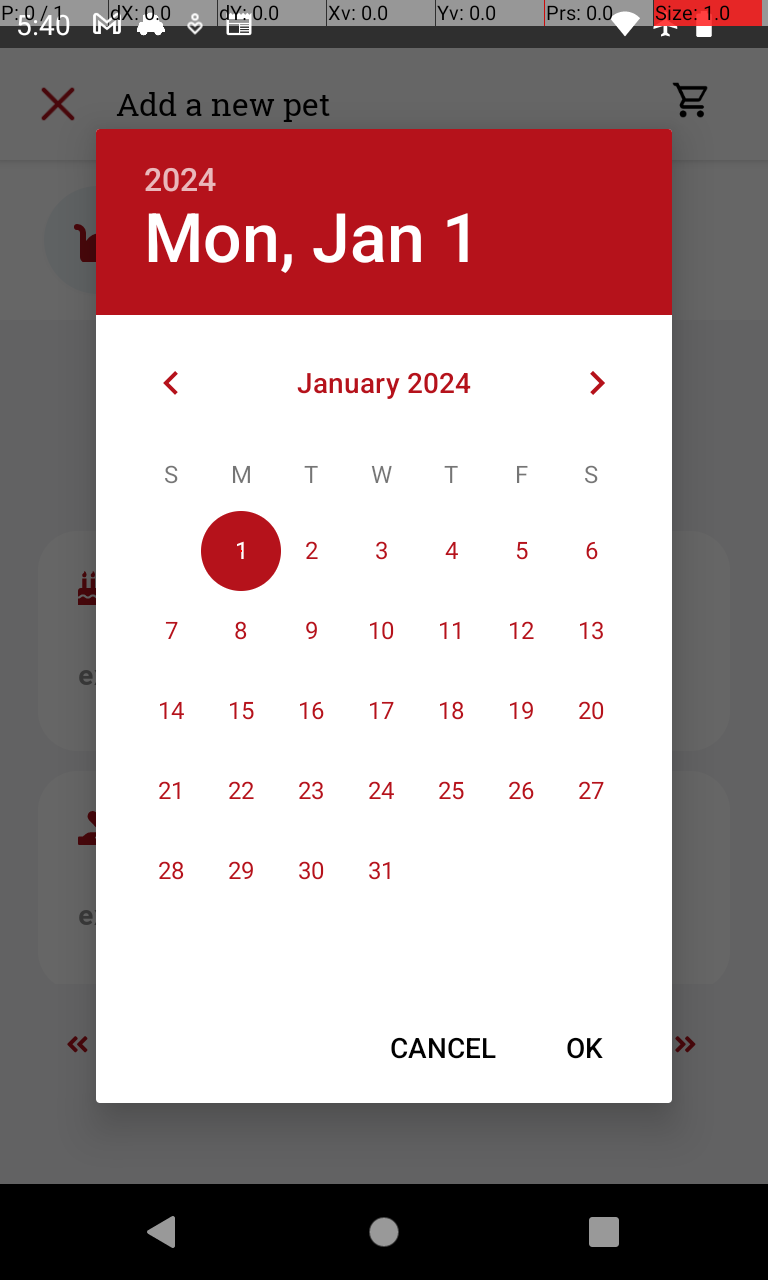 P: 0 / 1 dX: 0.0 dY: 0.0 Xv: 0.0 Yv: 0.0 Prs: 0.0 Size: 1.0
5:40
Add a new pet
2024
Mon, Jan 1
January 2024
S M T W T F S
1 2 3 4 5 6
7 8 9 10 11 12 13
14 15 16 17 18 19 20
21 22 23 24 25 26 27
28 29 30 31
CANCEL OK